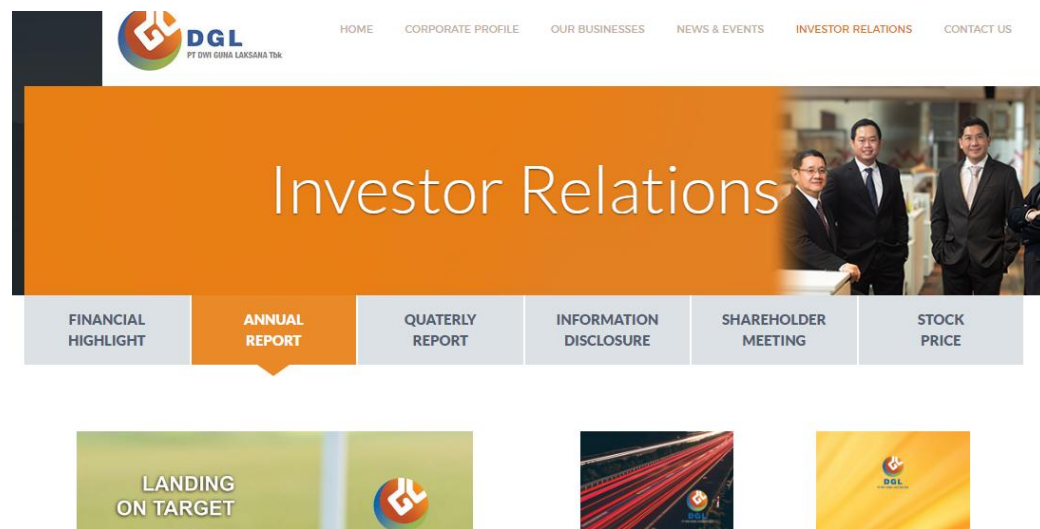 DGL
PT DWI GUNA LAKSANA Tbk
HOME CORPORATE PROFILE OUR BUSINESSES NEWS & EVENTS INVESTOR RELATIONS CONTACT US
Investor Relations
FINANCIAL HIGHLIGHT
ANNUAL REPORT
QUATERLY REPORT
INFORMATION DISCLOSURE
SHAREHOLDER MEETING
STOCK PRICE
LANDING
ON TARGET
DGL
DGL